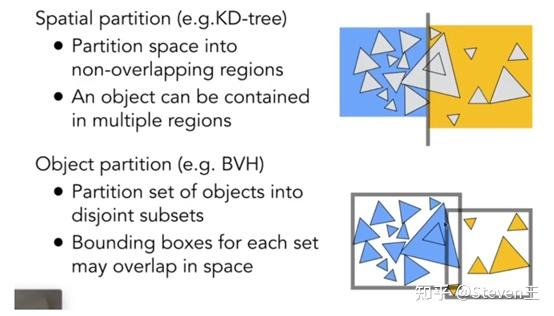 Spatial partition (e.g.KD-tree)
● Partition space into
non-overlapping regions
● An object can be contained
in multiple regions
Object partition (e.g. BVH)
● Partition set of objects into
disjoint subsets
● Bounding boxes for each set
may overlap in space
知乎 @Steven王